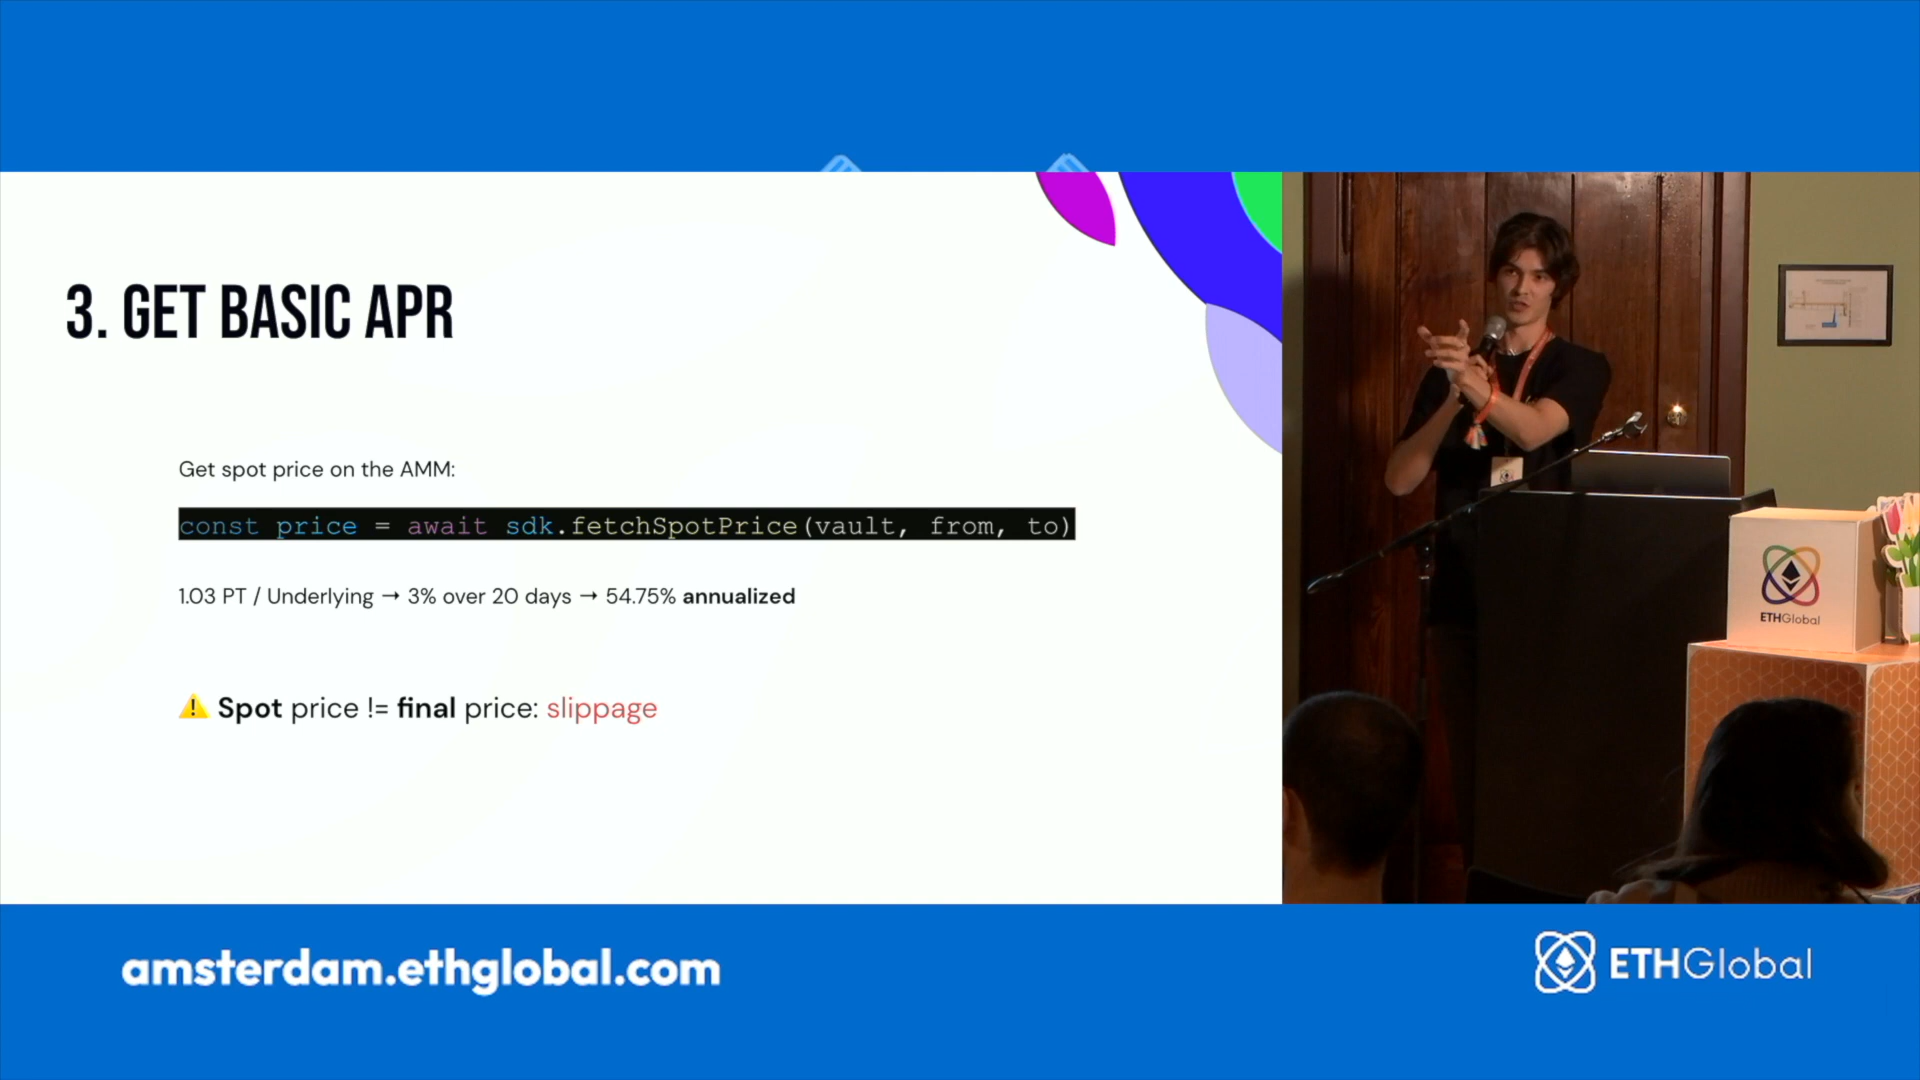 3. GET BASIC APR
Get spot price on the AMM:
const price = await sdk.fetchSpotPrice(vault, from, to)
1.03 PT / Underlying → 3% over 20 days → 54.75% annualized
⚠️ Spot price != final price: slippage
ETHGlobal
amsterdam.ethglobal.com
ETHGlobal